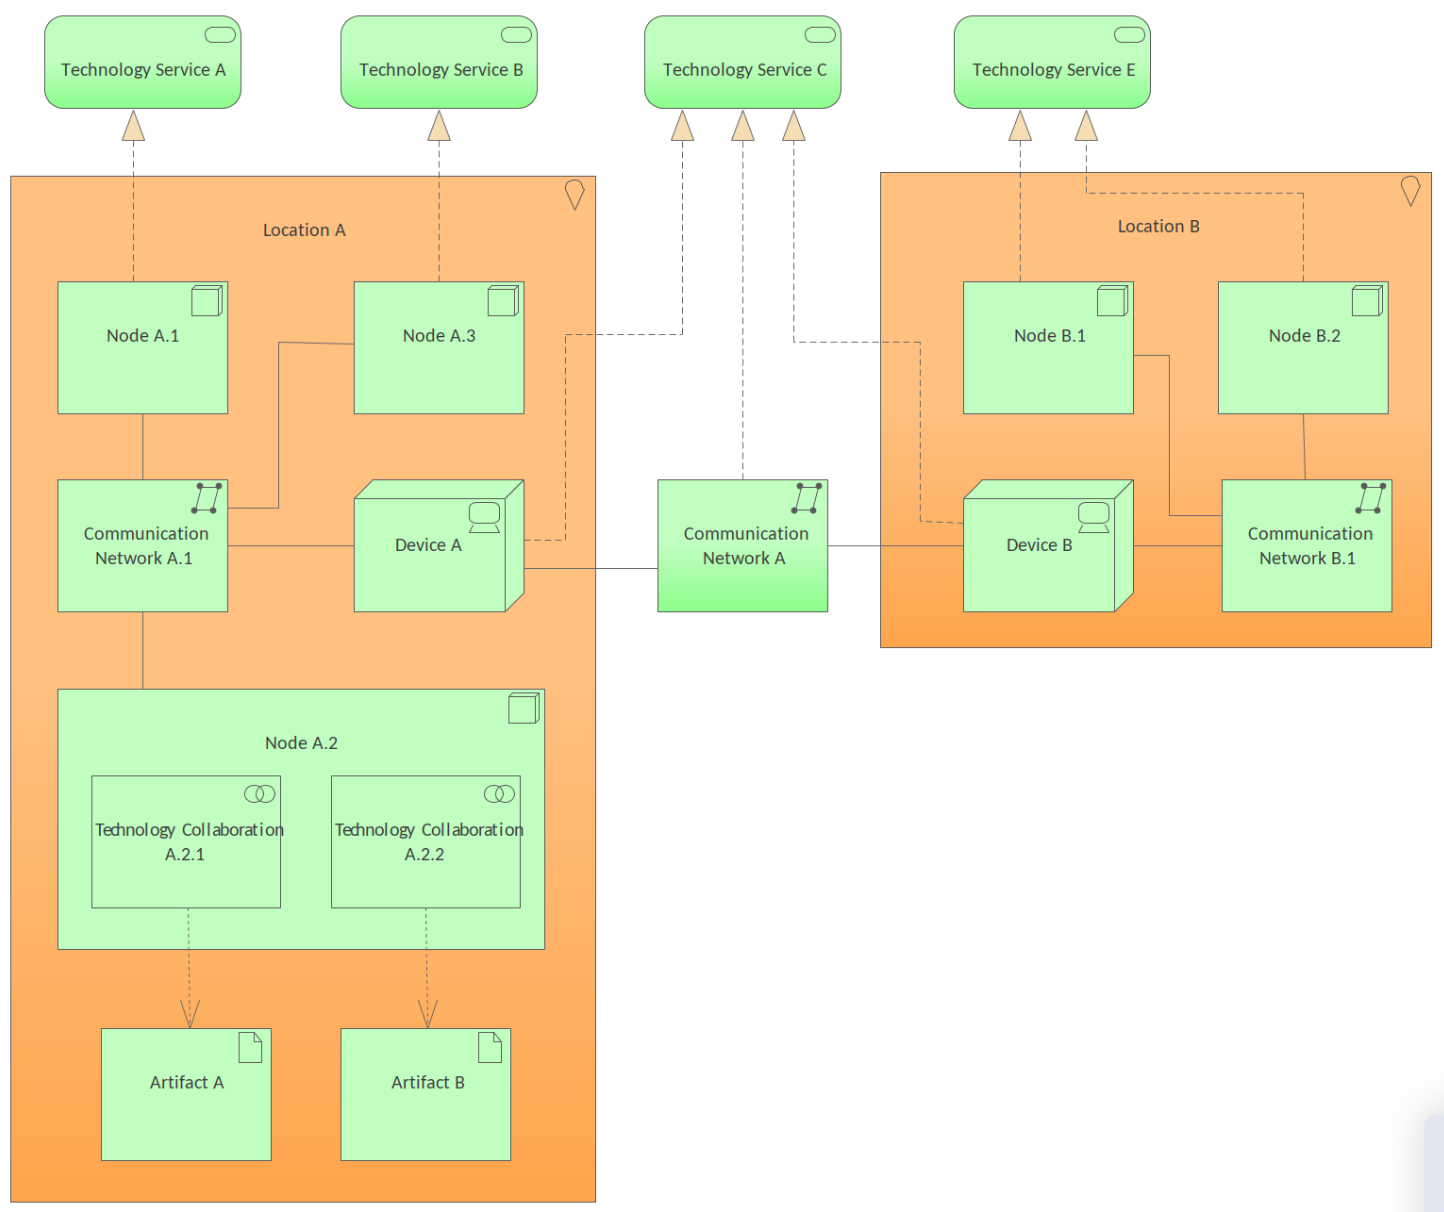 Technology Service A
Technology Service B
Technology Service C
Technology Service E
Location A
Location B
Node A.1
Node A.3
Node B.1
Node B.2
Communication
Network A.1
Device A
Communication
Network A
Device B
Communication
Network B.1
Node A.2
Technology Collaboration
A.2.1
Technology Collaboration
A.2.2
Artifact A
Artifact B